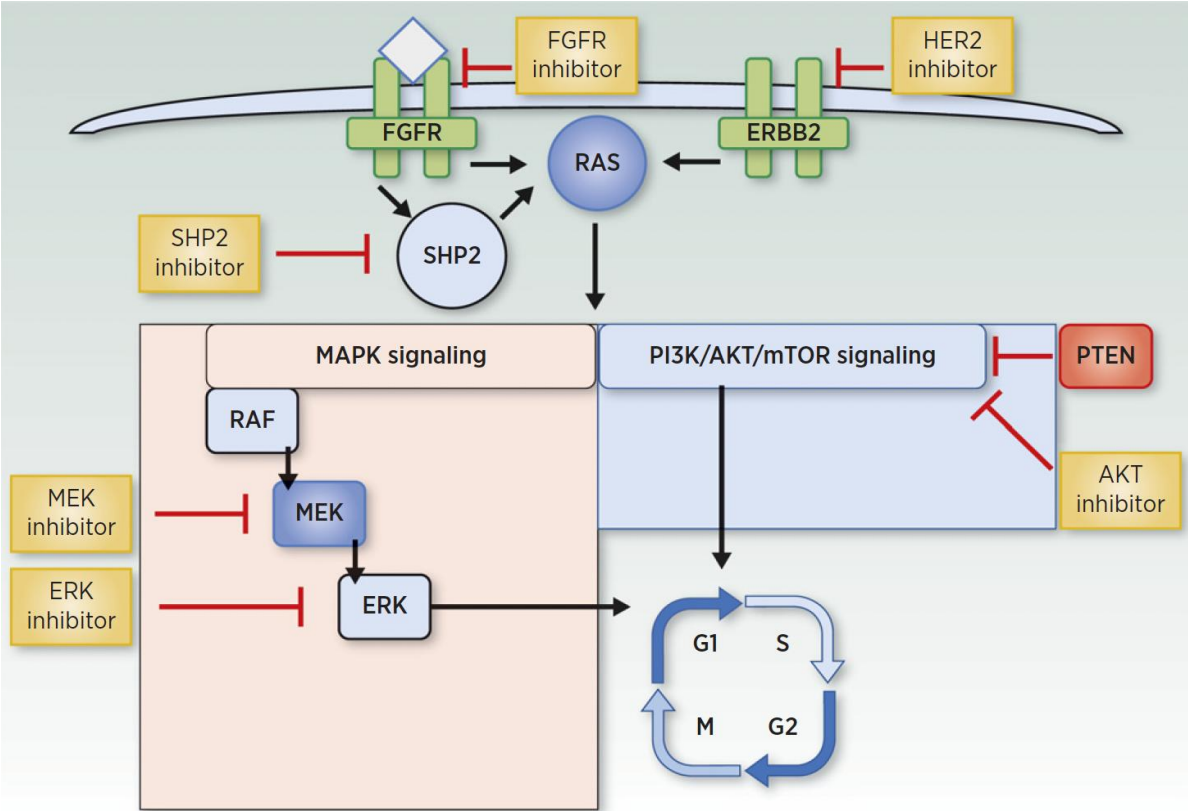 FGFR
inhibitor
HER2
inhibitor
FGFR
ERBB2
RAS
SHP2
inhibitor
SHP2
MAPK signaling
PI3K/AKT/mTOR signaling
PTEN
RAF
MEK
inhibitor
MEK
AKT
inhibitor
ERK
inhibitor
ERK
G1
S
M
G2